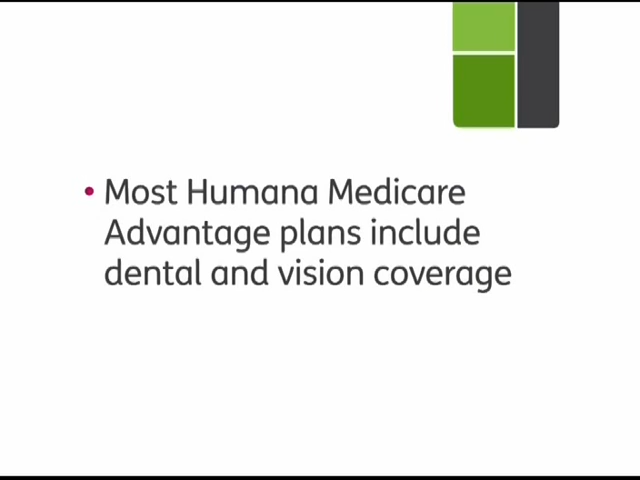 • Most Humana Medicare
Advantage plans include
dental and vision coverage